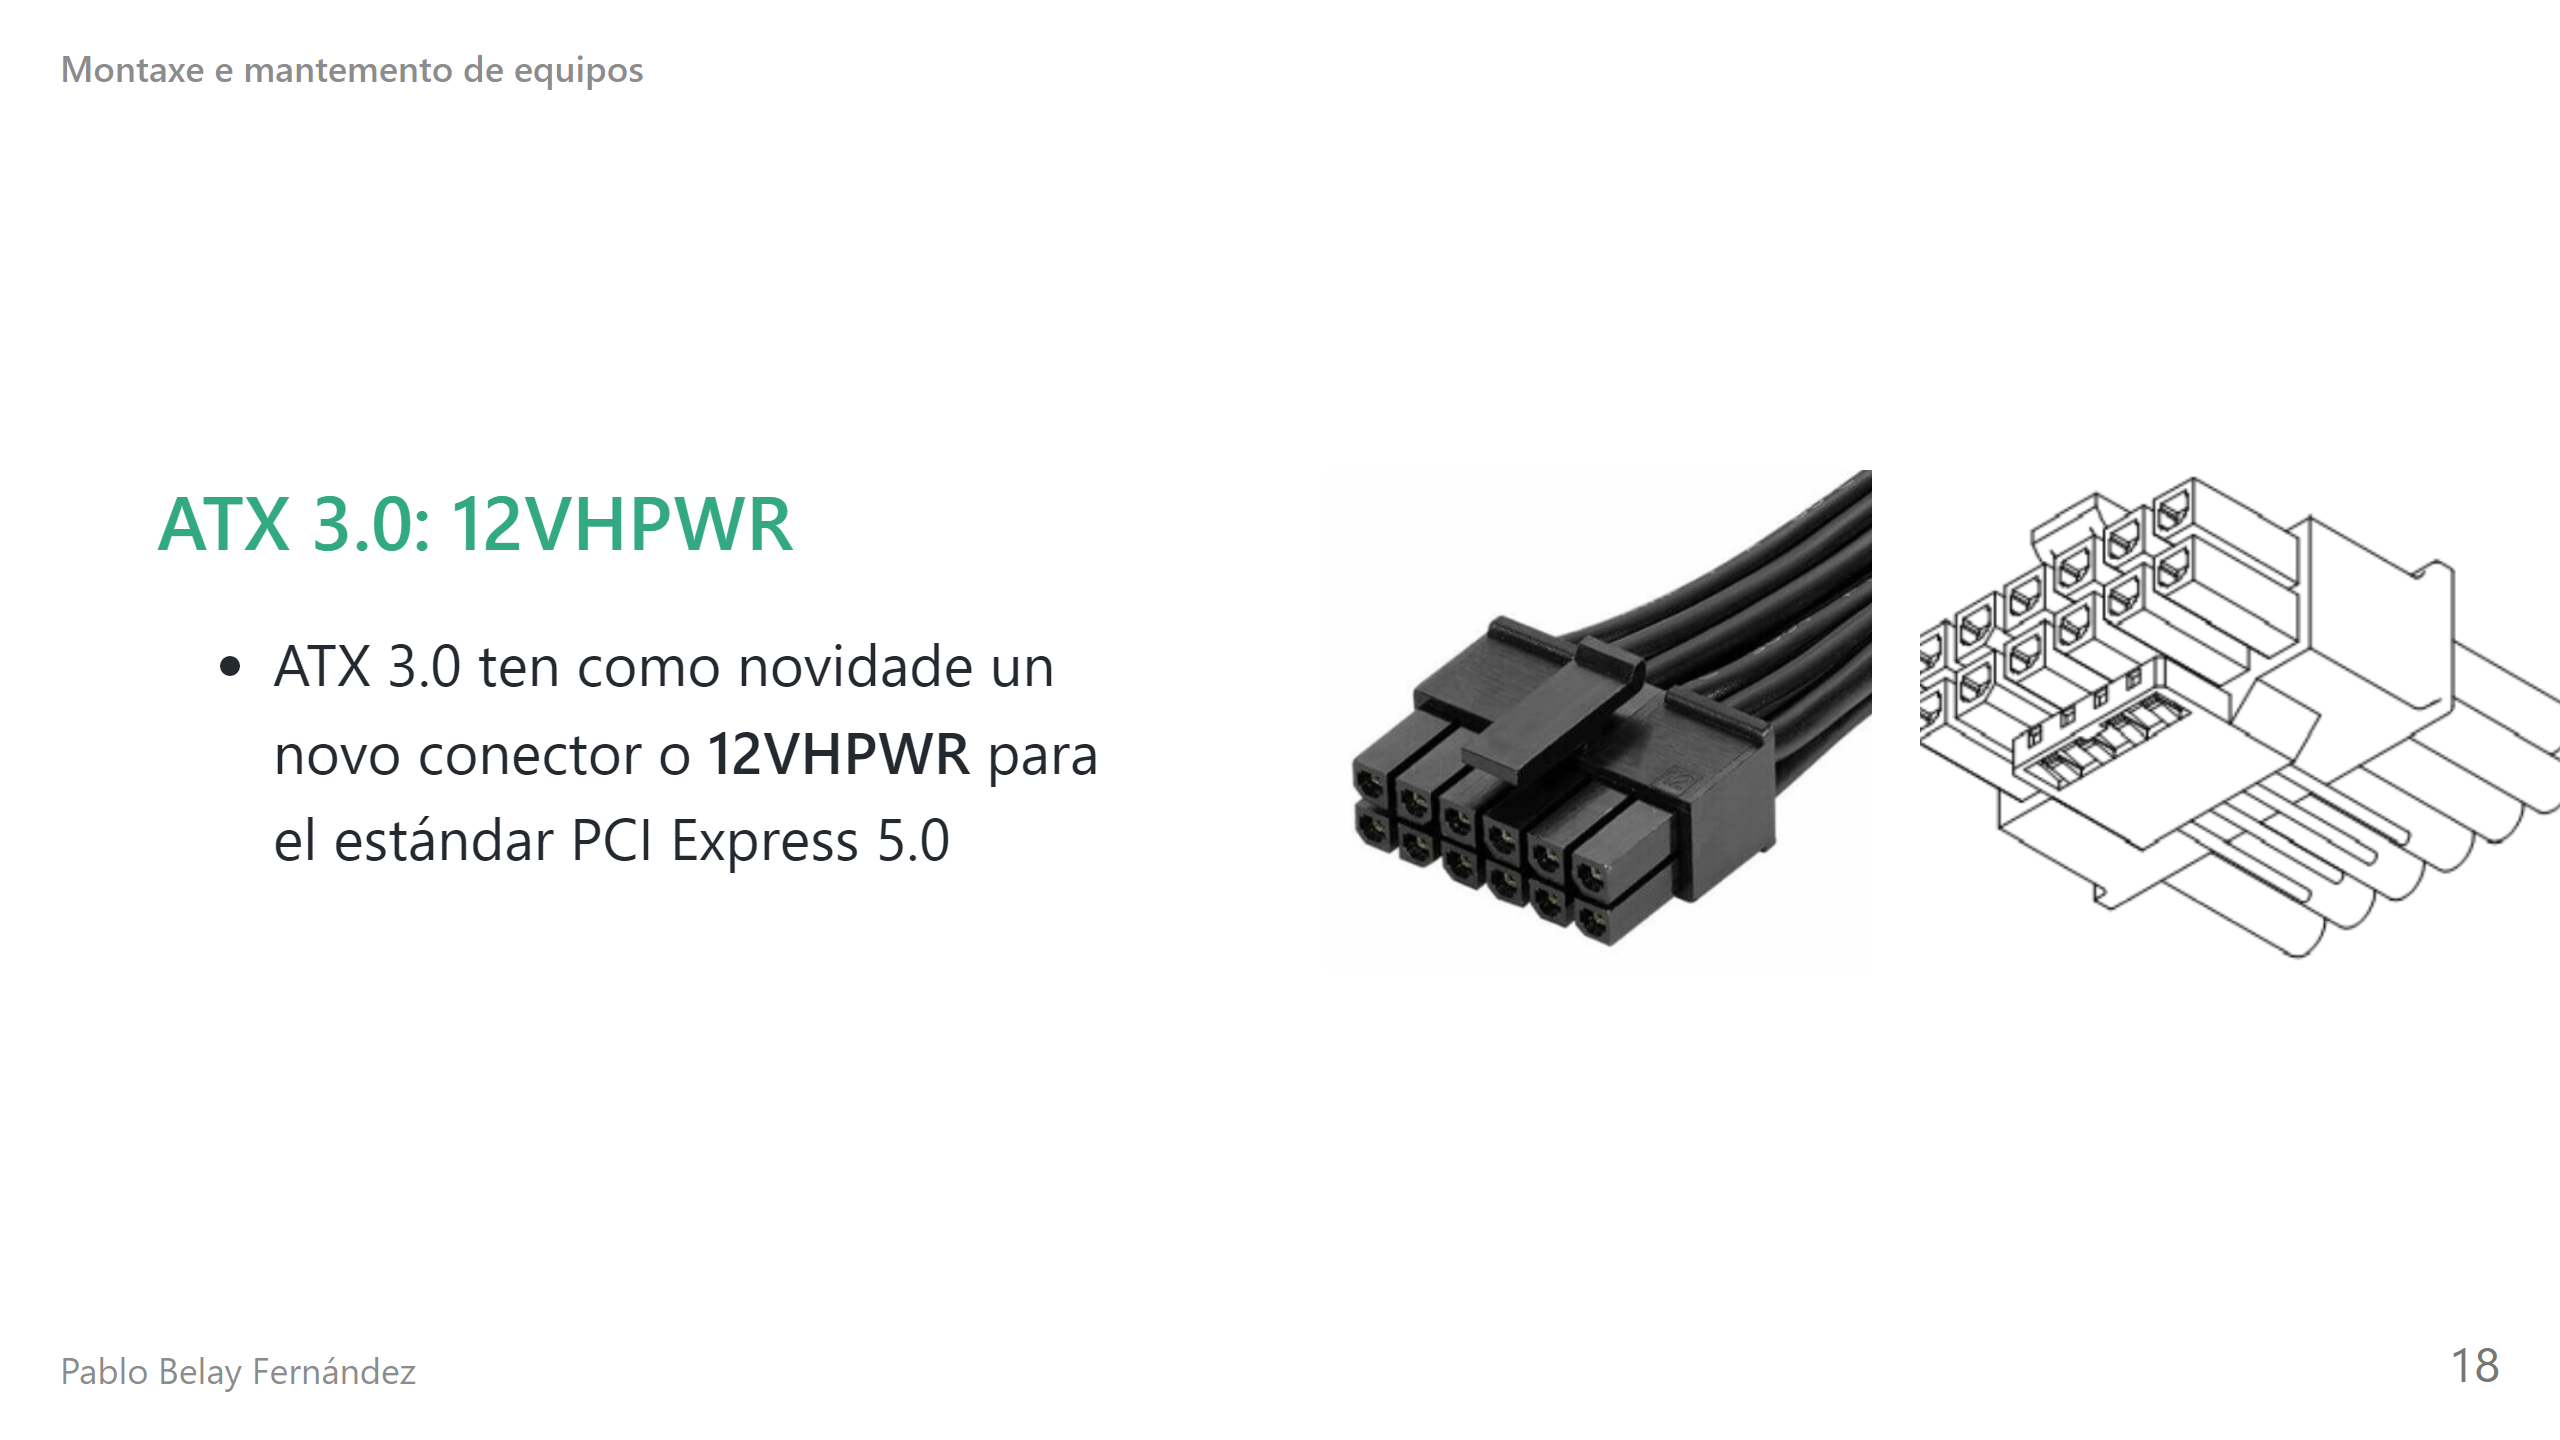 Montaxe e mantemento de equipos
ATX 3.0: 12VHPWR
• ATX 3.0 ten como novidade un
novo conector o 12VHPWR para
el estándar PCI Express 5.0
Pablo Belay Fernández
18